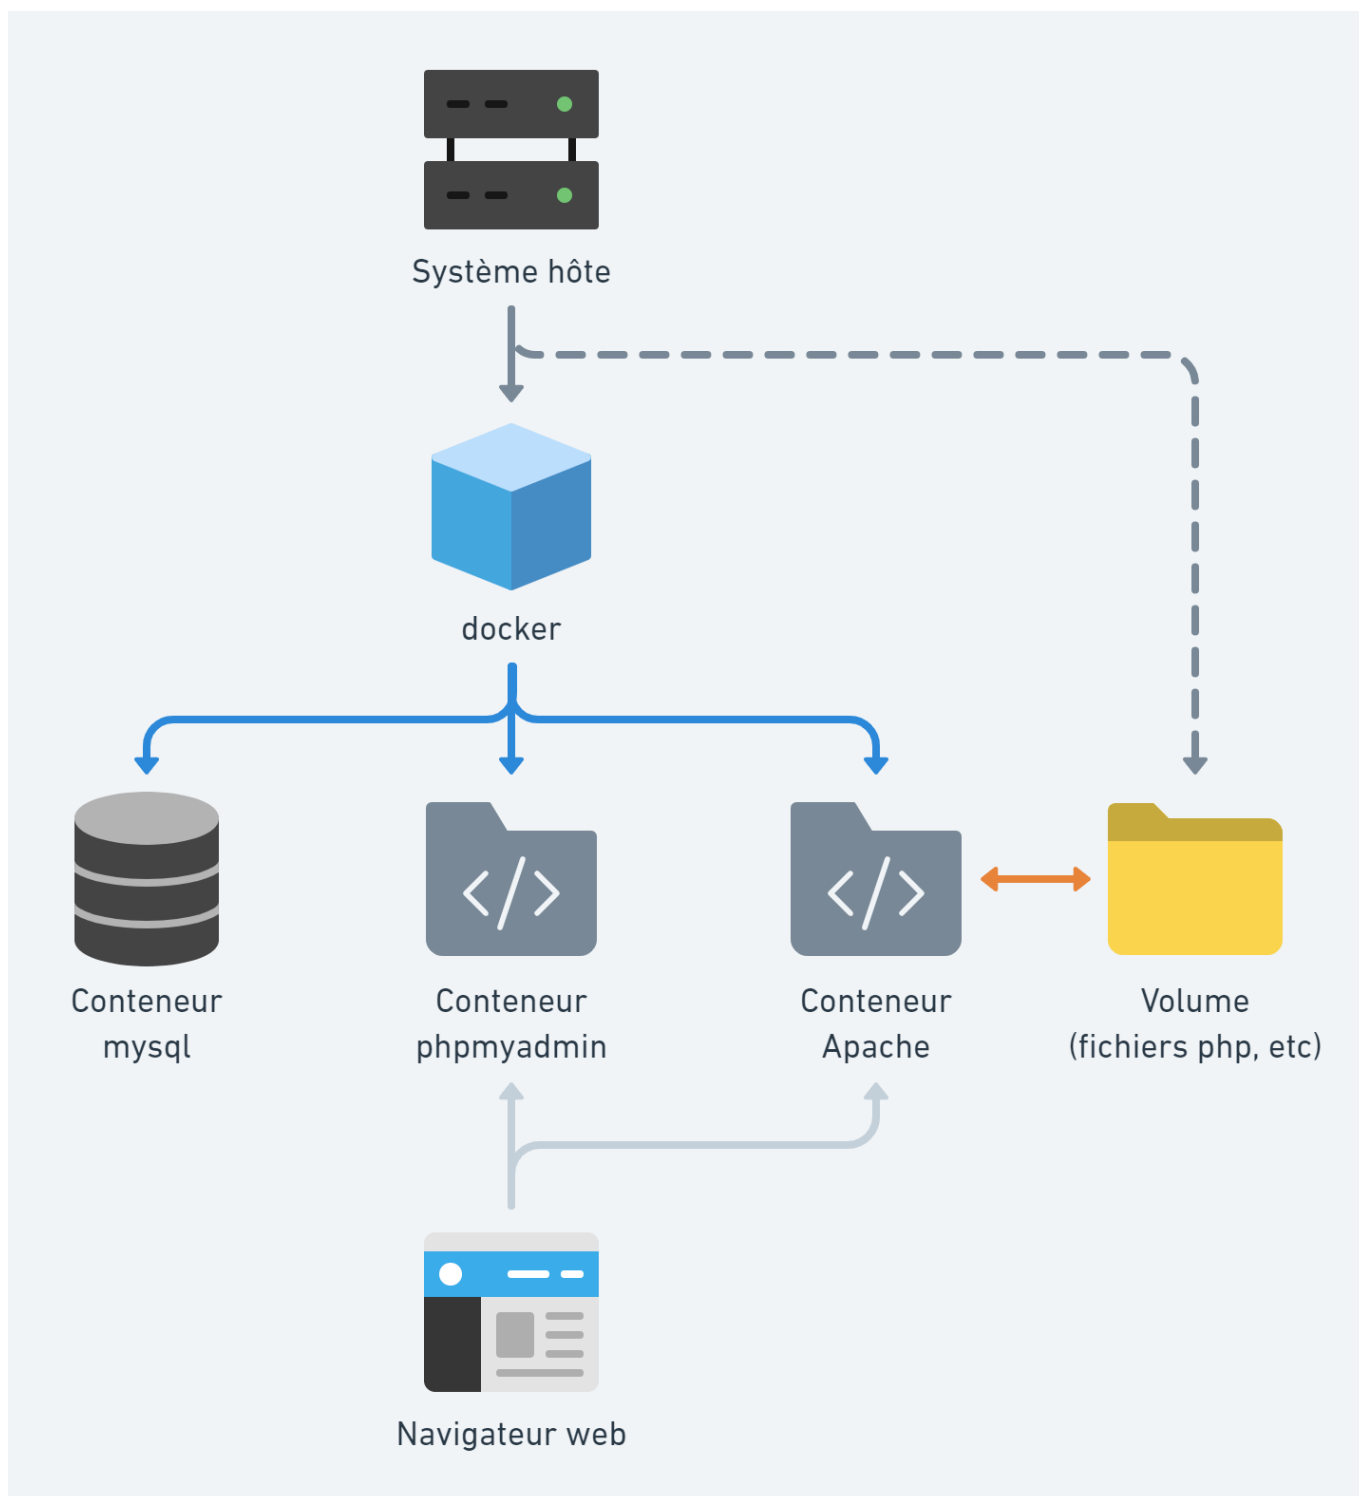 Système hôte
docker
Conteneur
mysql
Conteneur
phpmyadmin
Conteneur
Apache
Volume
(fichiers php, etc)
Navigateur web